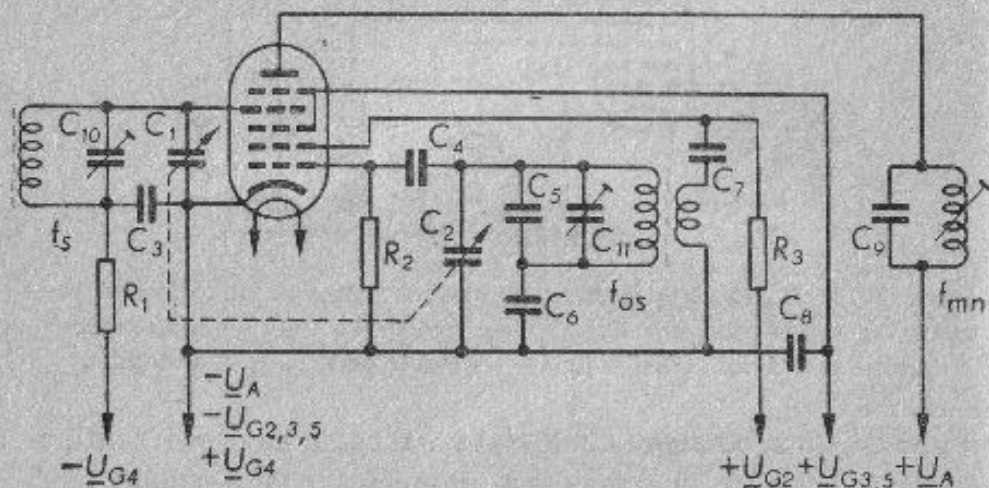 C10 C1
C4
C7
C5
C2
C11
C9
fs
C3
R2
R3
fos
fmn
R1
C6
C8
-UA
-UG2,3,5
+UG4
-UG4
+UG2 +UG3,5 +UA